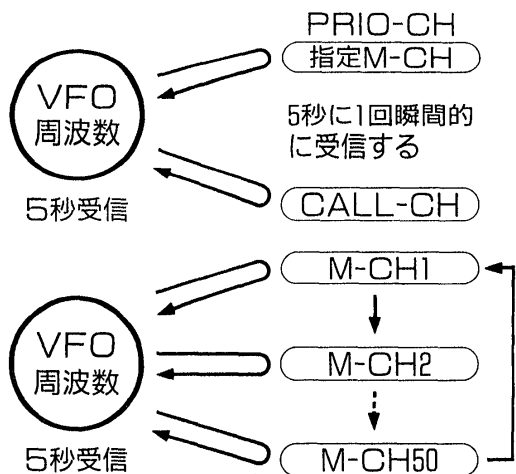 PRIO-CH
指定M-CH
VFO
周波数
5秒受信
5秒に1回瞬間的
に受信する
CALL-CH
M-CH1
VFO
周波数
5秒受信
M-CH2
M-CH50